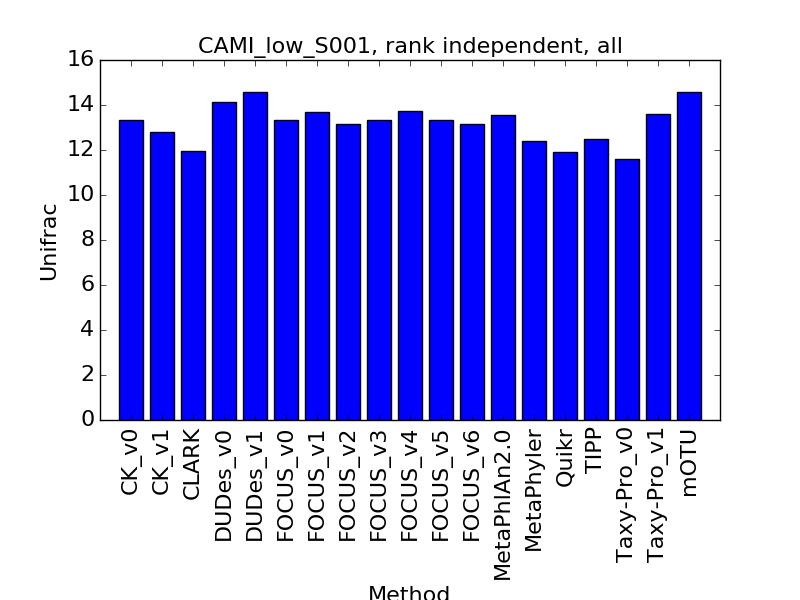 CAMI_low_S001, rank independent, all
16
14
12
10
8
6
4
2
0
Unifrac
CK_v0
CK_v1
CLARK
DUDes_v0
DUDes_v1
FOCUS_v0
FOCUS_v1
FOCUS_v2
FOCUS_v3
FOCUS_v4
FOCUS_v5
FOCUS_v6
MetaPhlAn2.0
MetaPhyler
Quikr
TIPP
Taxy-Pro_v0
Taxy-Pro_v1
mOTU
Method